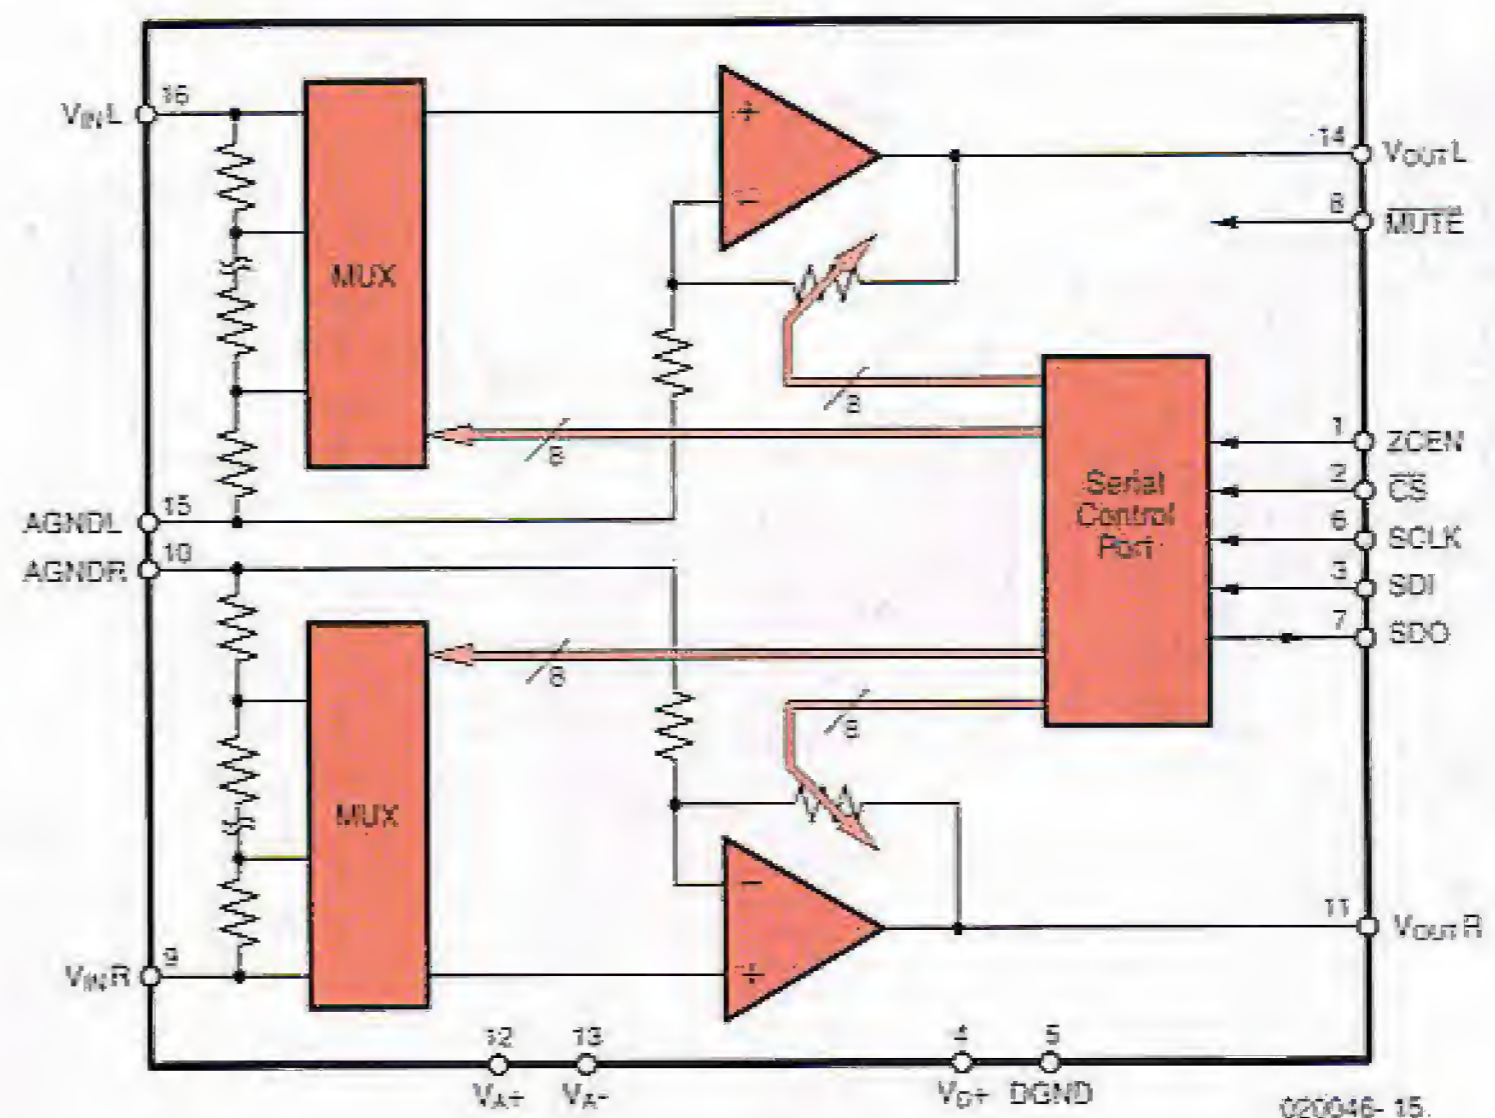 16
VINL
14
VOUTL
8
MUTE
MUX
8
8
1
ZCEN
2
CS
Serial
Control
Port
6
SCLK
3
SDI
7
SDO
15
AGNDL
10
AGNDR
8
8
MUX
11
VOUTR
9
VINR
12
13
4
5
VA+
VA-
VD+
DGND
020046-15